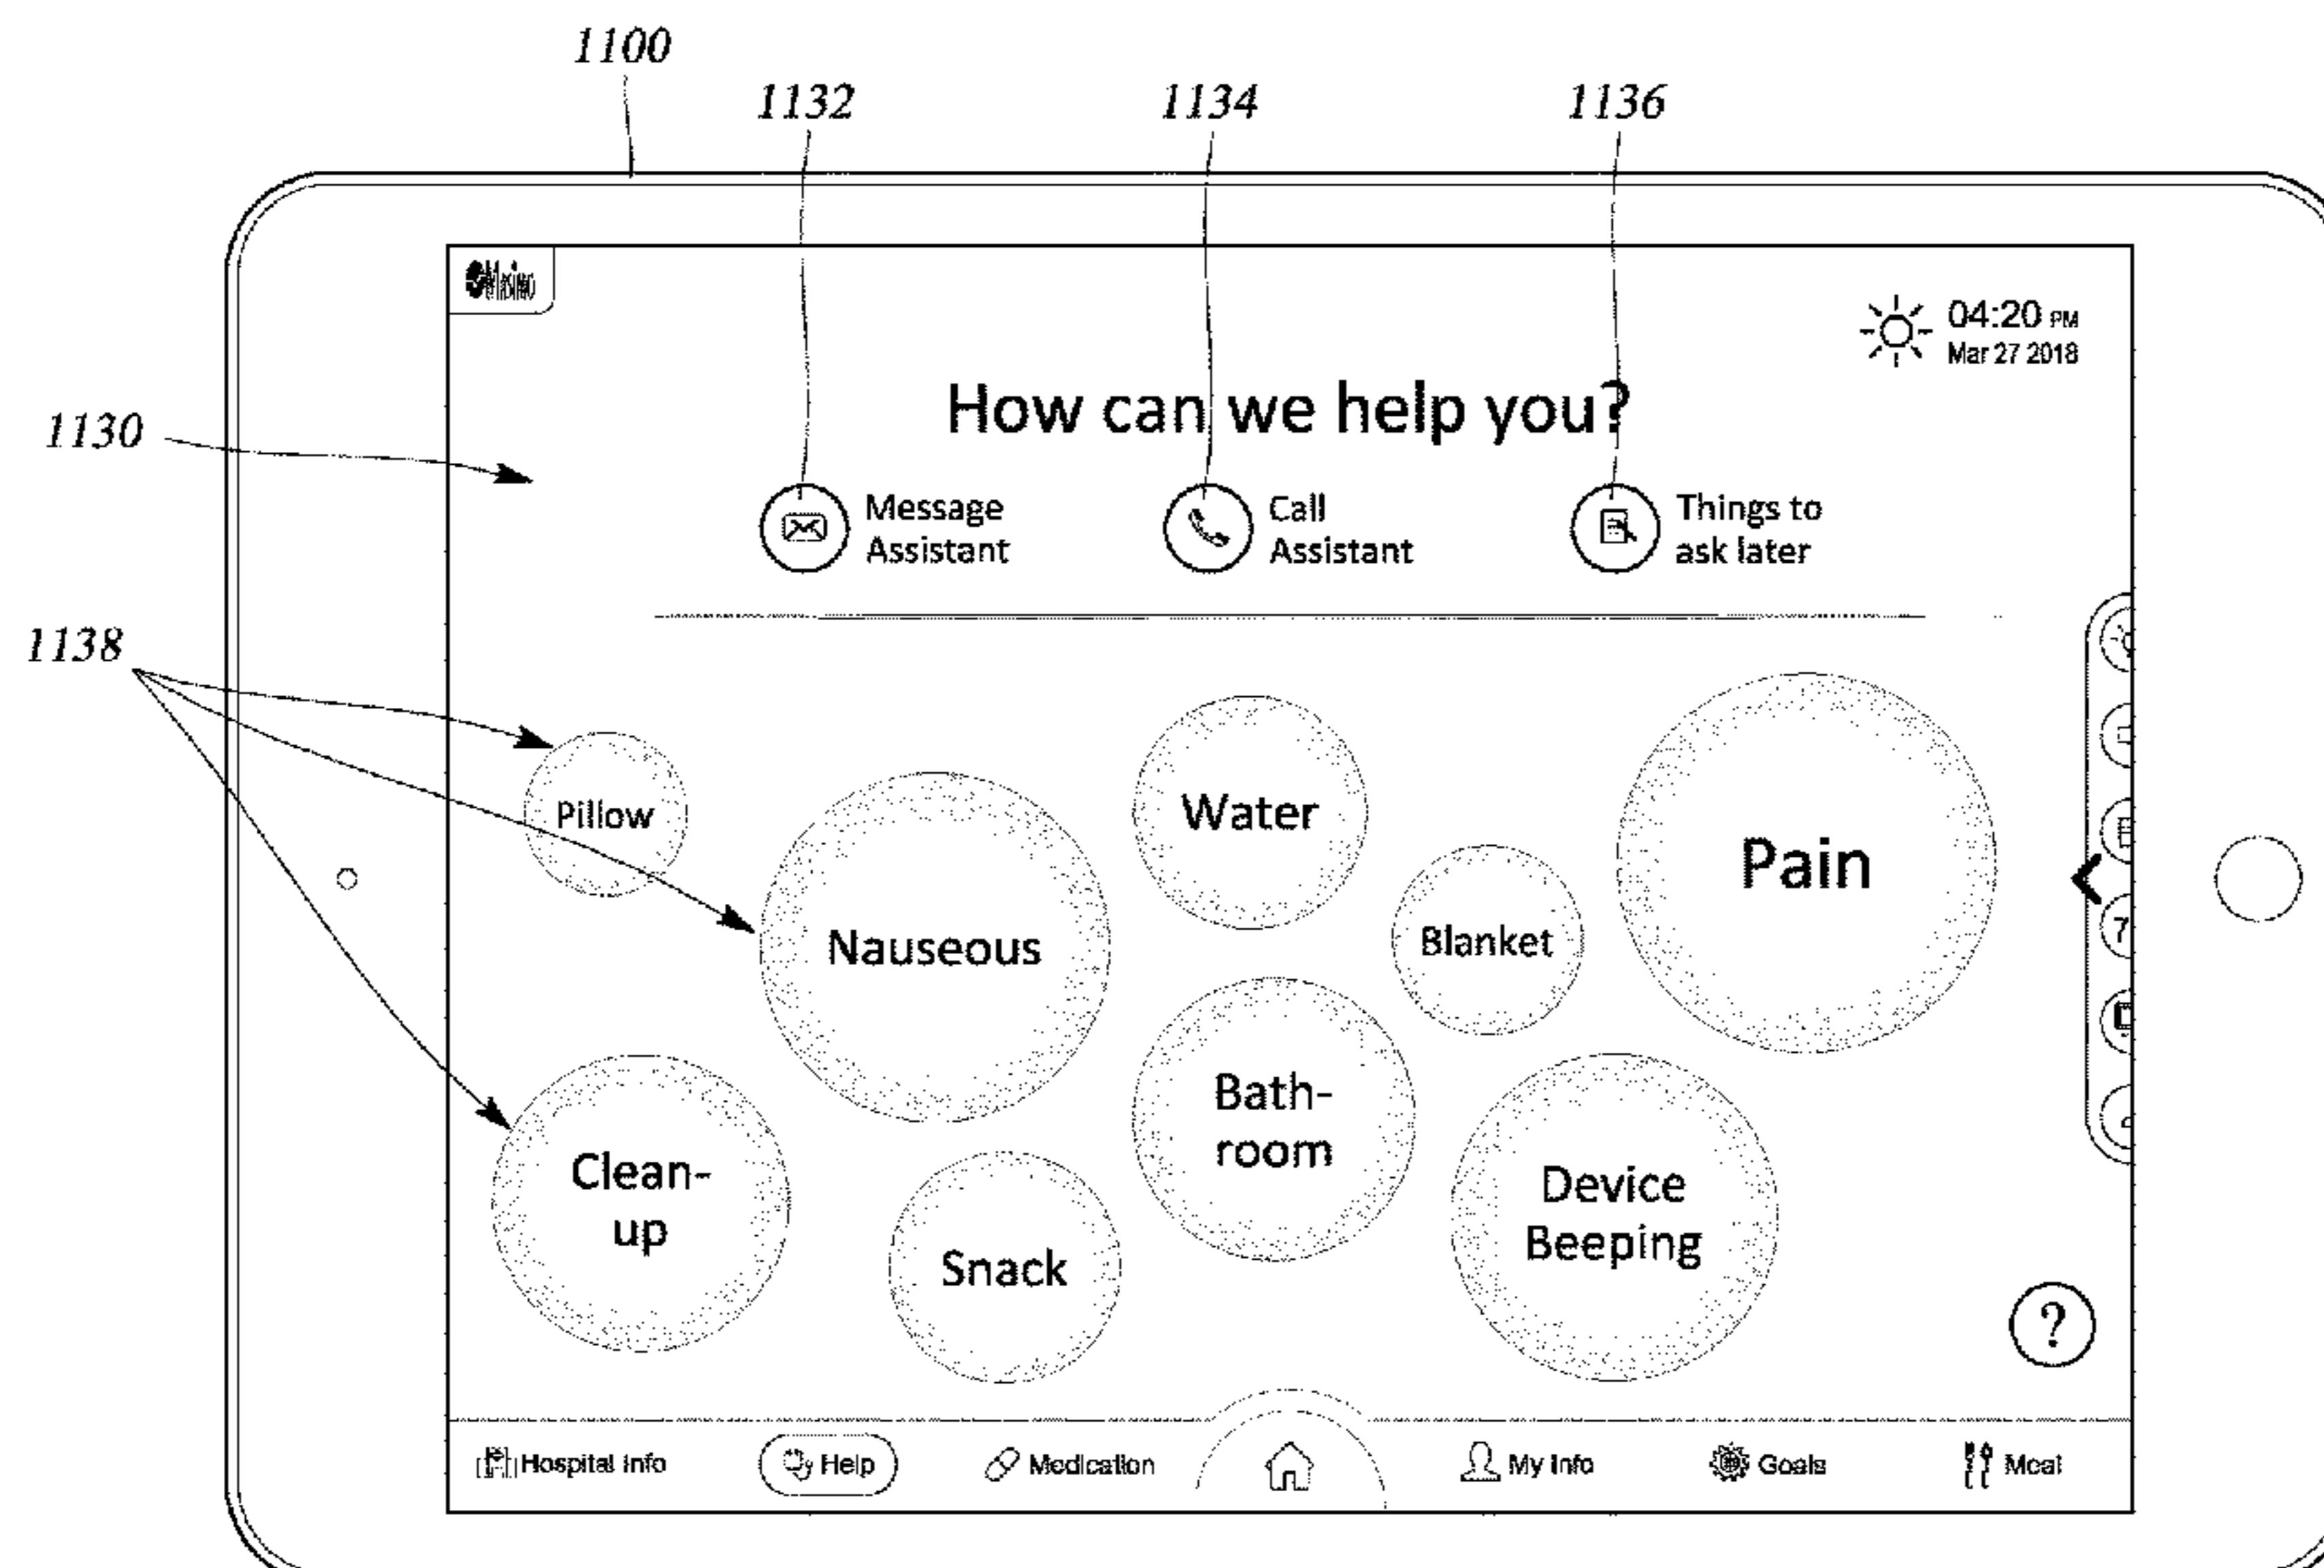 1100
1132
1134
1136
Masimo
04:20 PM
Mar 27 2018
How can we help you?
1130
Message
Assistant
Call
Assistant
Things to
ask later
1138
Pillow
Water
Pain
Nauseous
Blanket
Bath-
room
Clean-
up
Device
Beeping
Snack
?
Hospital Info
Help
Medication
My Info
Goals
Meal